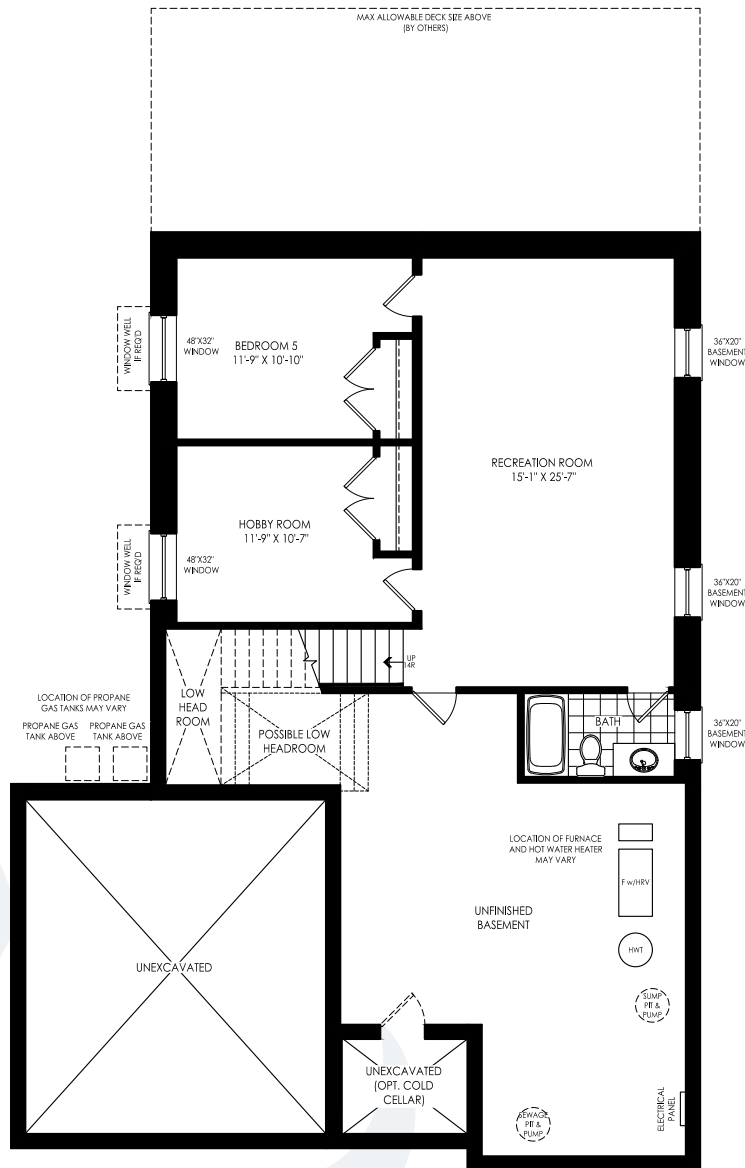 MAX ALLOWABLE DECK SIZE ABOVE
(BY OTHERS)
WINDOW WELL
IF REQ'D
48"X32"
WINDOW
BEDROOM 5
11'-9" X 10'-10"
36"X20"
BASEMENT
WINDOW
RECREATION ROOM
15'-1" X 25'-7"
HOBBY ROOM
11'-9" X 10'-7"
WINDOW WELL
IF REQ'D
48"X32"
WINDOW
36"X20"
BASEMENT
WINDOW
UP
14R
LOW
HEAD
ROOM
LOCATION OF PROPANE
GAS TANKS MAY VARY
PROPANE GAS
TANK ABOVE
PROPANE GAS
TANK ABOVE
POSSIBLE LOW
HEADROOM
BATH
36"X20"
BASEMENT
WINDOW
LOCATION OF FURNACE
AND HOT WATER HEATER
MAY VARY
F w/HRV
UNFINISHED
BASEMENT
HWT
UNEXCAVATED
SUMP
PIT &
PUMP
UNEXCAVATED
(OPT. COLD
CELLAR)
SEWAGE
PIT &
PUMP
ELECTRICAL
PANEL